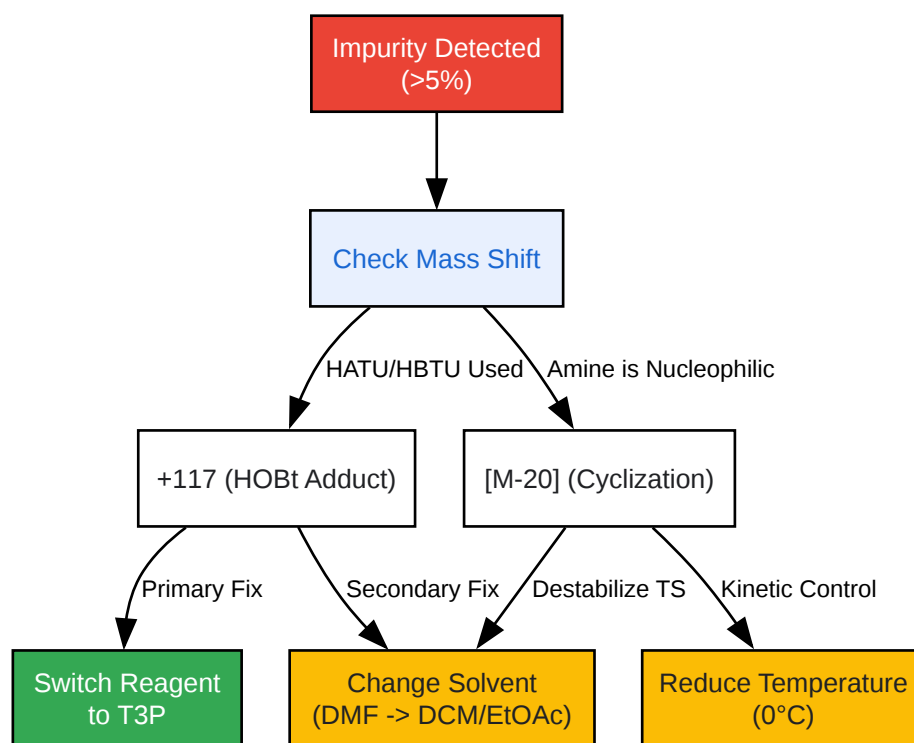 Impurity Detected
(>5%)
Check Mass Shift
HATU/HBTU Used
Amine is Nucleophilic
+117 (HOBt Adduct)
[M-20] (Cyclization)
Primary Fix
Secondary Fix
Destabilize TS
Kinetic Control
Switch Reagent
to T3P
Change Solvent
(DMF -> DCM/EtOAc)
Reduce Temperature
(0°C)